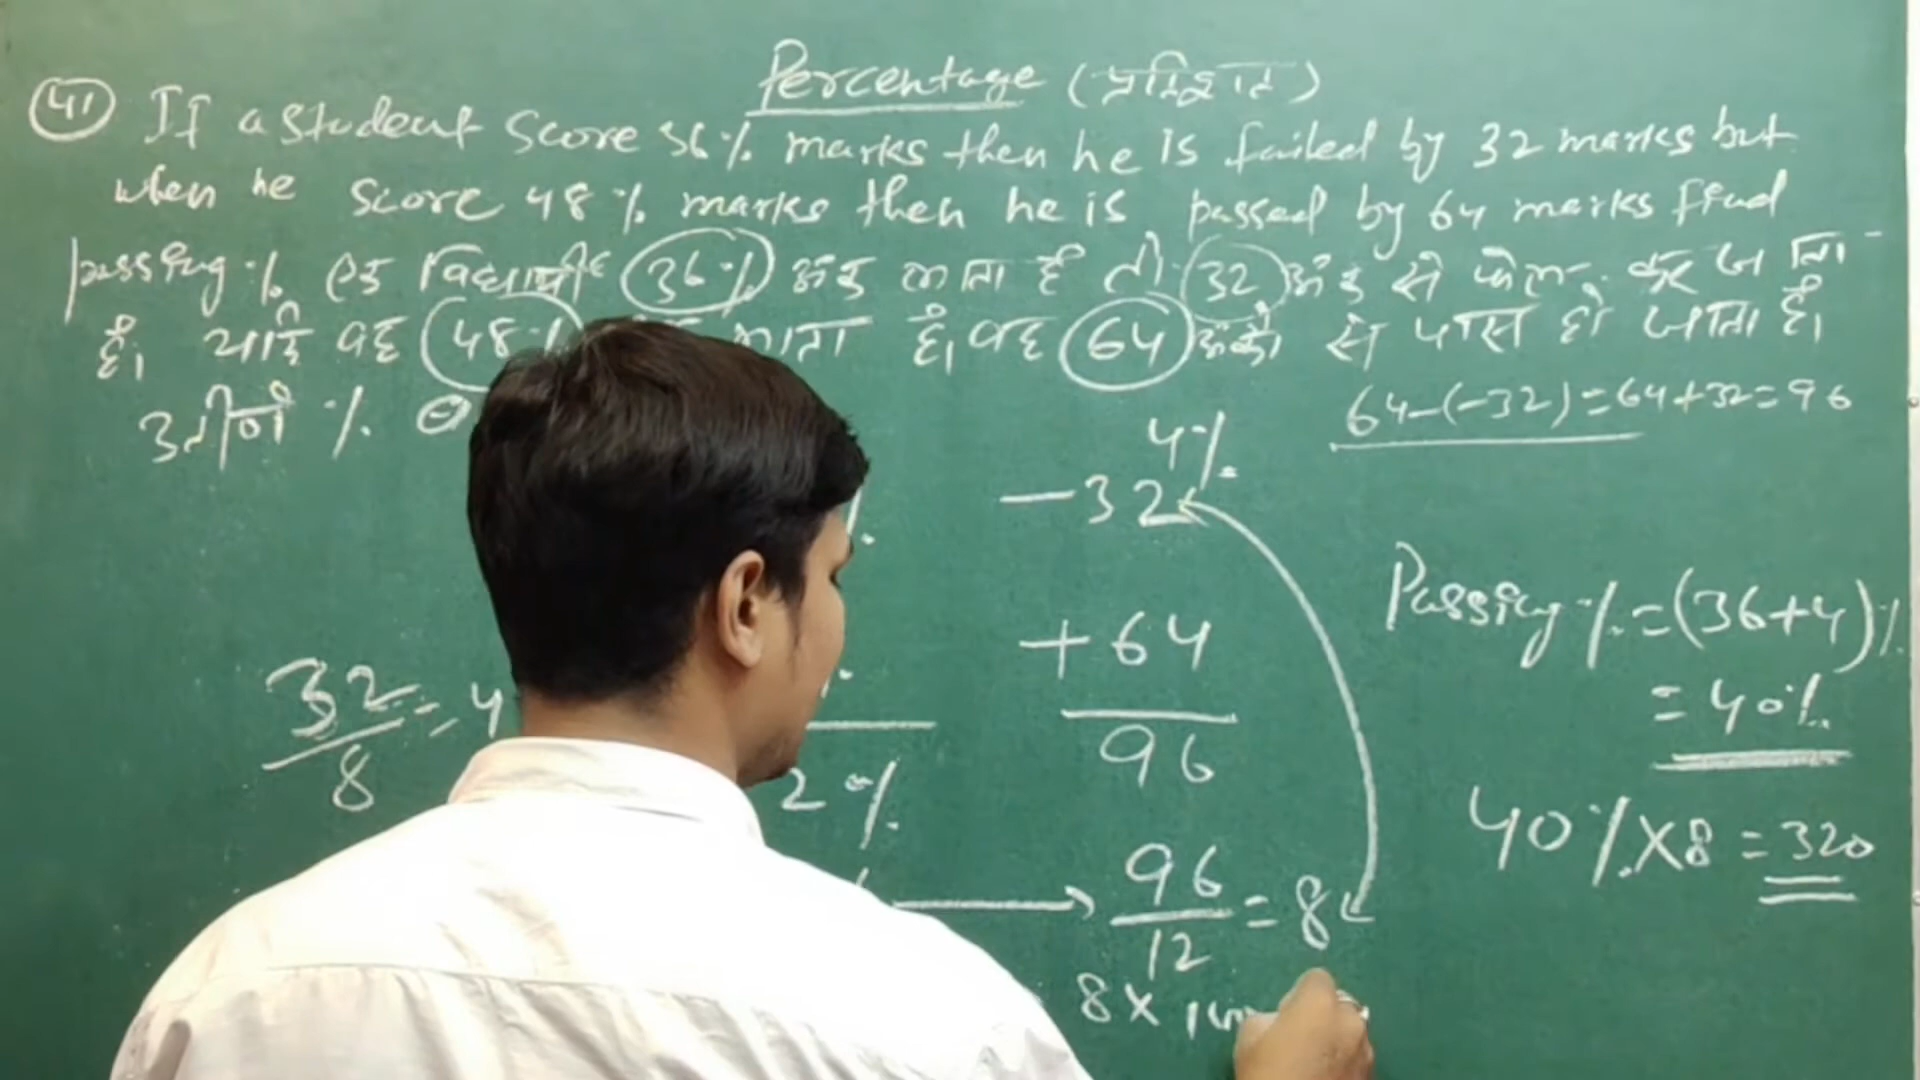 Percentage (प्रतिशत)
41 If a student Score 36% marks then he is failed by 32 marks but
when he score 48% marks then he is passed by 64 marks find
passing % एक विद्यार्थी 36% अंक लाता है तो 32 अंक से फेल कर जाता
है। यदि वह 48% लाता है। वह 64 अंको से पास हो जाता है।
उत्तीर्ण %
64-(-32)=64+32=96
4%
-32
+64
96
Passing % = (36+4)%
= 40%
32/8 = 4
2%
40% X8 = 320
96/12 = 8
8 X